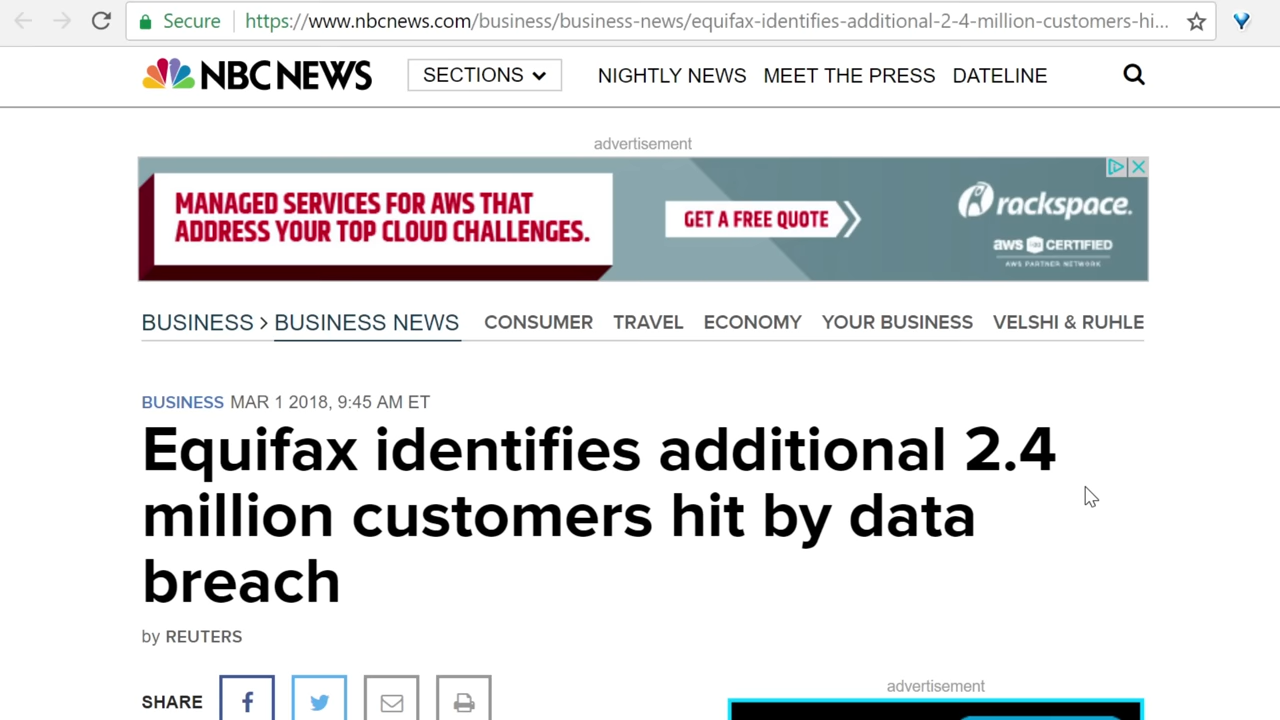 Secure https://www.nbcnews.com/business/business-news/equifax-identifies-additional-2-4-million-customers-hi...
NBC NEWS SECTIONS NIGHTLY NEWS MEET THE PRESS DATELINE
advertisement
MANAGED SERVICES FOR AWS THAT
ADDRESS YOUR TOP CLOUD CHALLENGES.
GET A FREE QUOTE
rackspace.
aws CERTIFIED
AWS PARTNER NETWORK
BUSINESS > BUSINESS NEWS CONSUMER TRAVEL ECONOMY YOUR BUSINESS VELSHI & RUHLE
BUSINESS MAR 1 2018, 9:45 AM ET
Equifax identifies additional 2.4
million customers hit by data
breach
by REUTERS
advertisement
SHARE